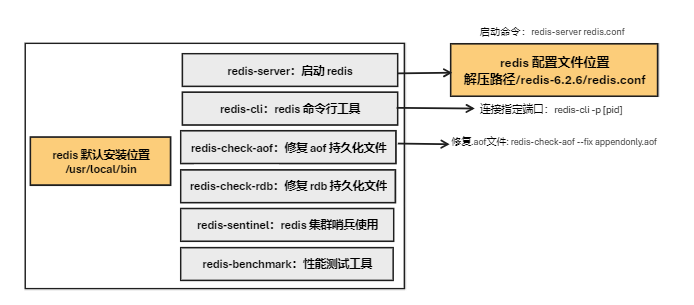 启动命令：redis-server redis.conf
redis-server：启动 redis
redis 配置文件位置
解压路径/redis-6.2.6/redis.conf
redis-cli：redis 命令行工具
连接指定端口：redis-cli -p [pid]
redis 默认安装位置
/usr/local/bin
redis-check-aof：修复 aof 持久化文件
修复.aof文件: redis-check-aof --fix appendonly.aof
redis-check-rdb：修复 rdb 持久化文件
redis-sentinel：redis 集群哨兵使用
redis-benchmark：性能测试工具